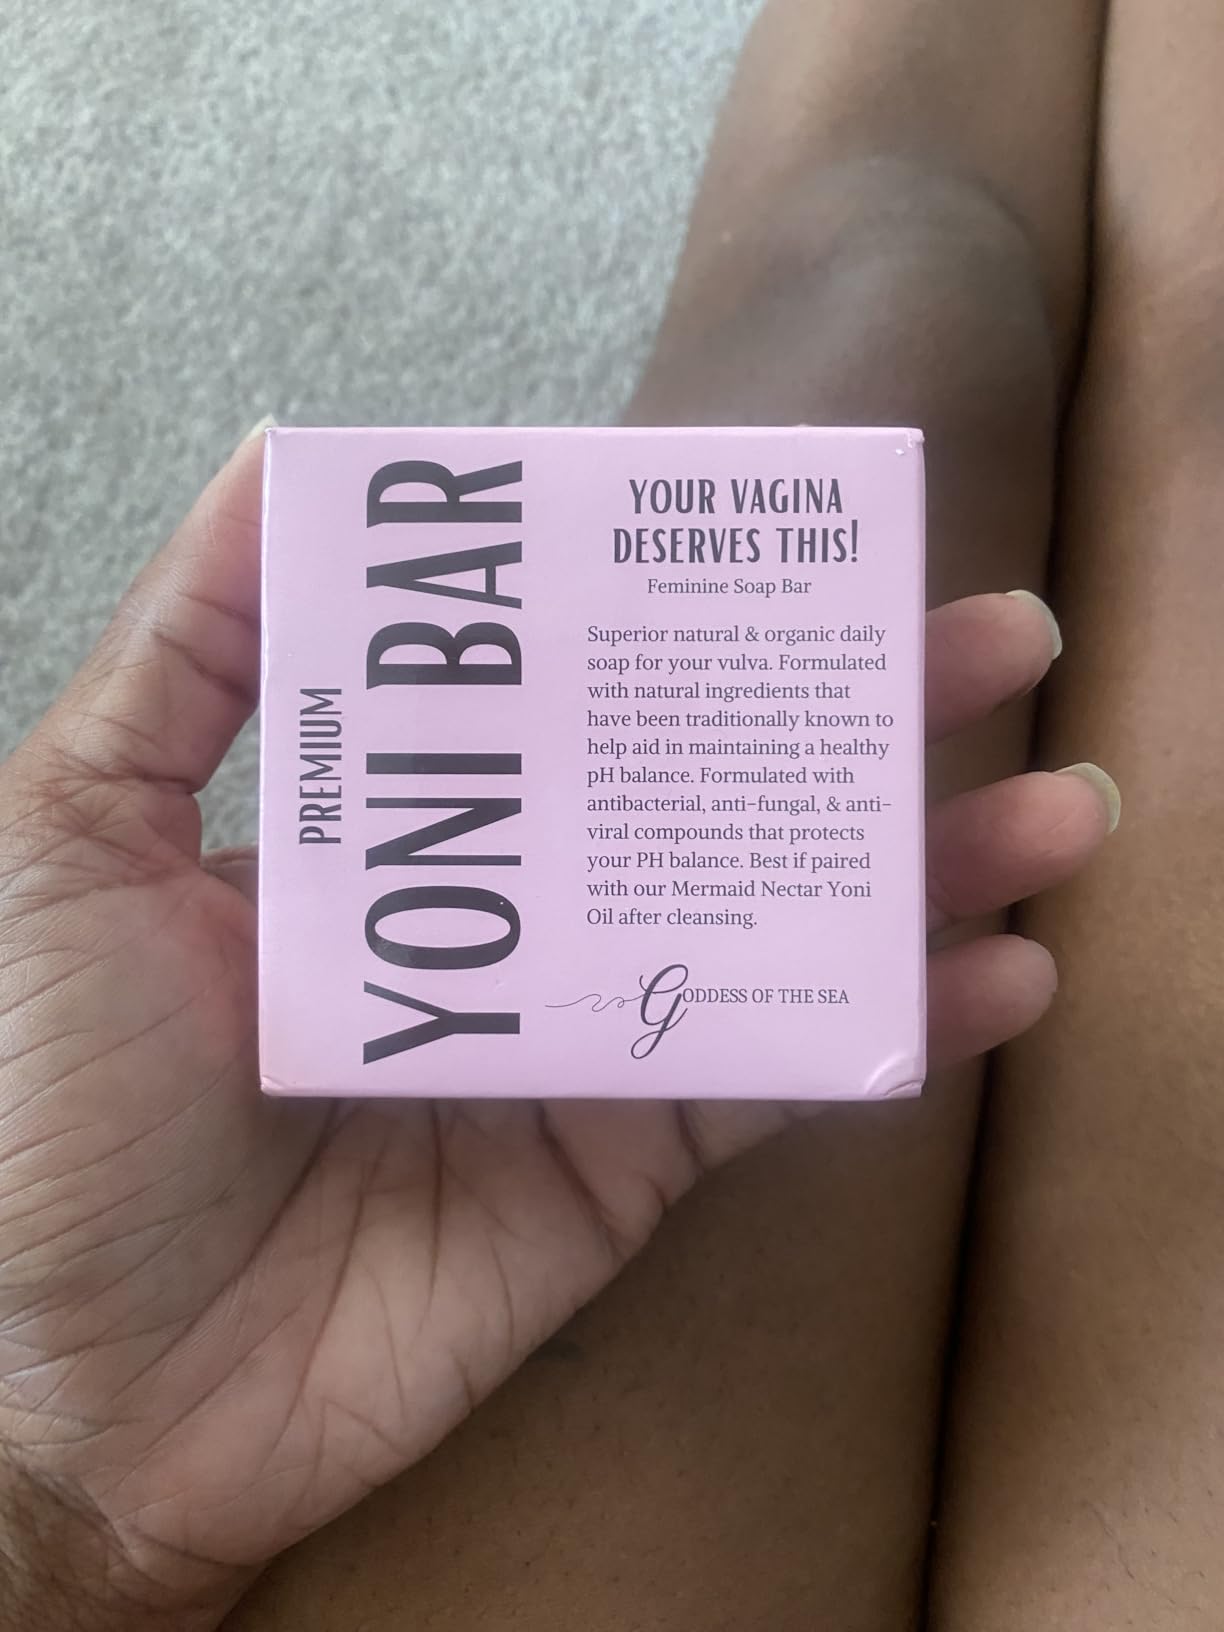 PREMIUM
YONI BAR
YOUR VAGINA
DESERVES THIS!
Feminine Soap Bar
Superior natural & organic daily
soap for your vulva. Formulated
with natural ingredients that
have been traditionally known to
help aid in maintaining a healthy
pH balance. Formulated with
antibacterial, anti-fungal, & anti-
viral compounds that protects
your PH balance. Best if paired
with our Mermaid Nectar Yoni
Oil after cleansing.
GODDESS OF THE SEA